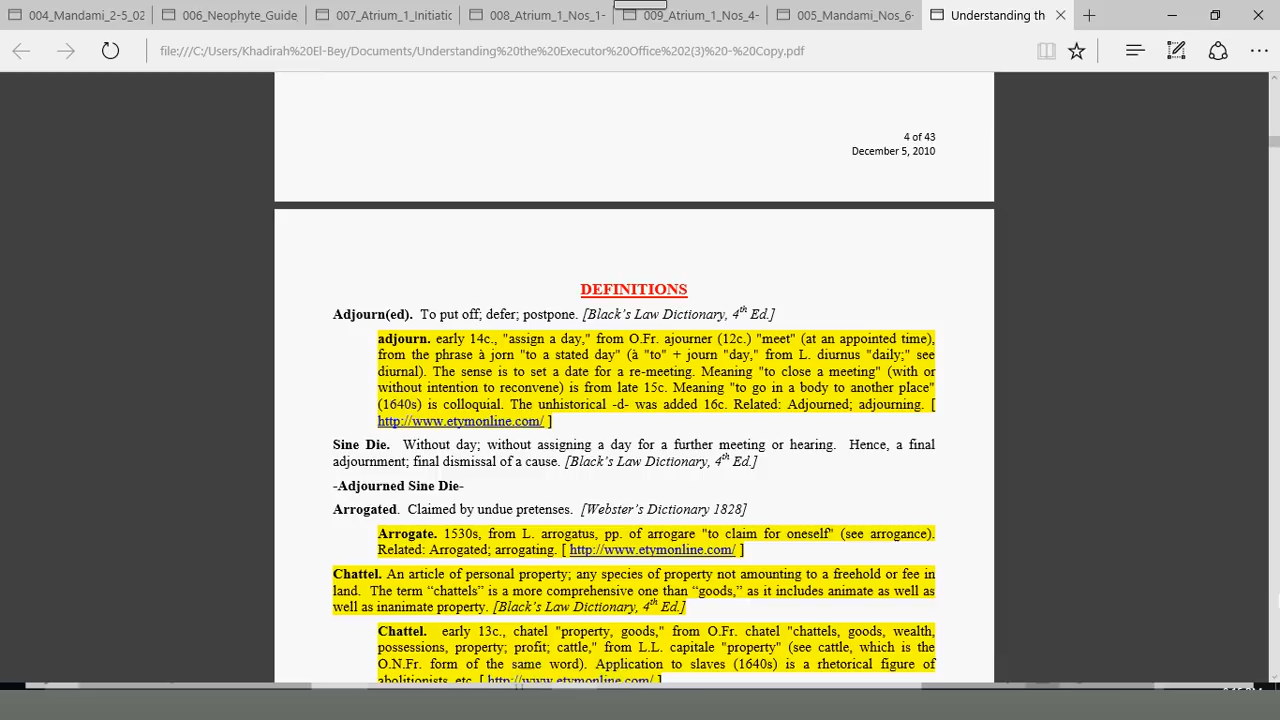 004_Mandami_2-5_02
006_Neophyte_Guide
007_Atrium_1_Initiatic
008_Atrium_1_Nos_1-
009_Atrium_1_Nos_4-
005_Mandami_Nos_6-
Understanding th
file:///C:/Users/Khadirah%20El-Bey/Documents/Understanding%20the%20Executor%20Office%202(3)%20-%20Copy.pdf
4 of 43
December 5, 2010
DEFINITIONS
Adjourn(ed). To put off; defer; postpone. [Black's Law Dictionary, 4th Ed.]
adjourn. early 14c., "assign a day," from O.Fr. ajourner (12c.) "meet" (at an appointed time),
from the phrase à jorn "to a stated day" (à "to" + journ "day," from L. diurnus "daily;" see
diurnal). The sense is to set a date for a re-meeting. Meaning "to close a meeting" (with or
without intention to reconvene) is from late 15c. Meaning "to go in a body to another place"
(1640s) is colloquial. The unhistorical -d- was added 16c. Related: Adjourned; adjourning. [
http://www.etymonline.com/ ]
Sine Die. Without day; without assigning a day for a further meeting or hearing. Hence, a final
adjournment; final dismissal of a cause. [Black's Law Dictionary, 4th Ed.]
-Adjourned Sine Die-
Arrogated. Claimed by undue pretenses. [Webster's Dictionary 1828]
Arrogate. 1530s, from L. arrogatus, pp. of arrogare "to claim for oneself" (see arrogance).
Related: Arrogated; arrogating. [ http://www.etymonline.com/ ]
Chattel. An article of personal property; any species of property not amounting to a freehold or fee in
land. The term “chattels” is a more comprehensive one than “goods,” as it includes animate as well as
well as inanimate property. [Black's Law Dictionary, 4th Ed.]
Chattel. early 13c., chatel "property, goods," from O.Fr. chatel "chattels, goods, wealth,
possessions, property; profit; cattle," from L.L. capitale "property" (see cattle, which is the
O.N.Fr. form of the same word). Application to slaves (1640s) is a rhetorical figure of
abolitionists, etc. [ http://www.etymonline.com/ ]